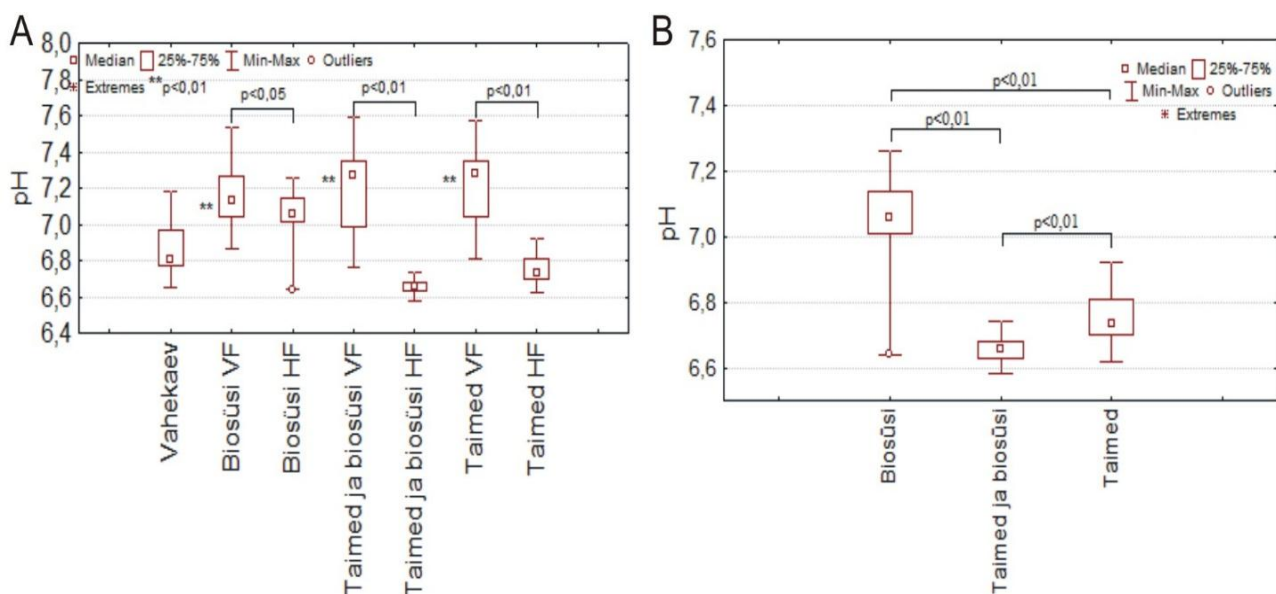 A
8,0
7,8
7,6
7,4
7,2
7,0
6,8
6,6
6,4
pH
Median 25%-75% Min-Max Outliers
Extremes ** p<0,01
p<0,05
p<0,01
p<0,01
**
**
**
Vahekaev
Biosüsi VF
Biosüsi HF
Taimed ja biosüsi VF
Taimed ja biosüsi HF
Taimed VF
Taimed HF
B
7,6
7,4
7,2
7,0
6,8
6,6
pH
Median 25%-75%
Min-Max Outliers
Extremes
p<0,01
p<0,01
p<0,01
Biosüsi
Taimed ja biosüsi
Taimed